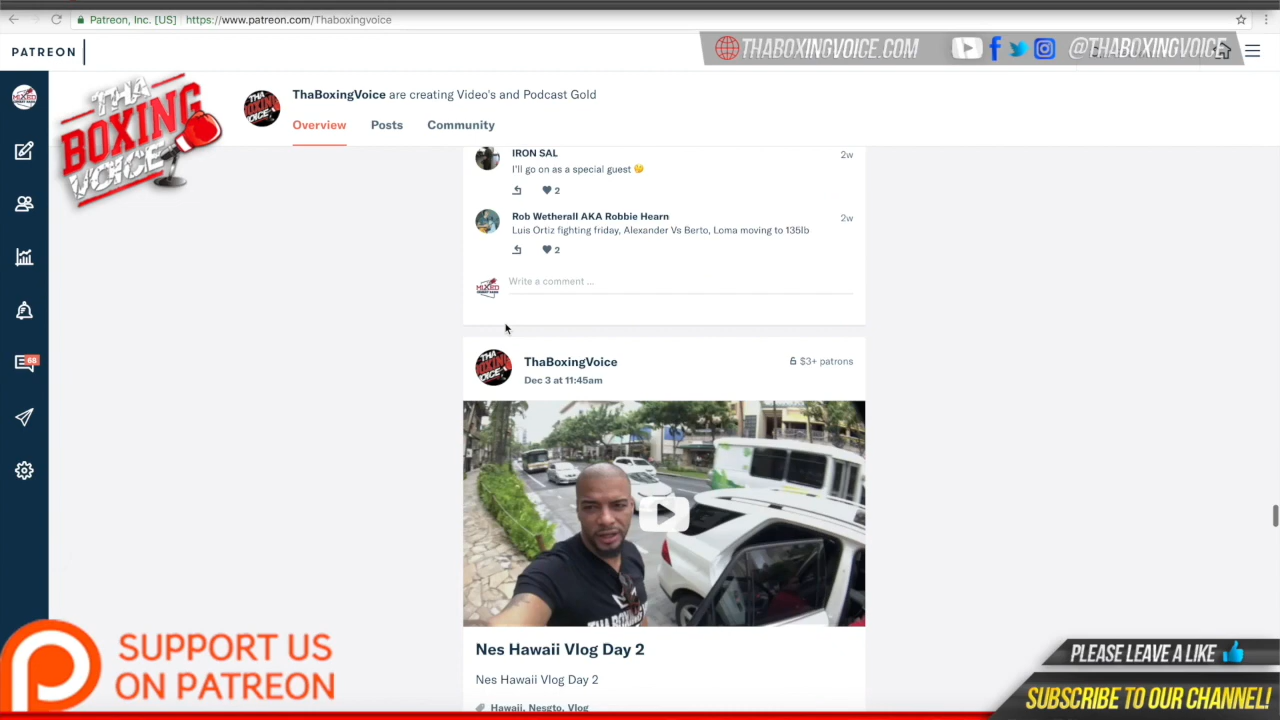 Patreon, Inc. [US] https://www.patreon.com/Thaboxingvoice
PATREON
THABOXINGVOICE.COM @THABOXINGVOICE
THA BOXING VOICE
ThaBoxingVoice are creating Video's and Podcast Gold
Overview Posts Community
IRON SAL 2w
I'll go on as a special guest 🤔
2
Rob Wetherall AKA Robbie Hearn 2w
Luis Ortiz fighting friday, Alexander Vs Berto, Loma moving to 135lb
2
Write a comment ...
68
ThaBoxingVoice $3+ patrons
Dec 3 at 11:45am
Nes Hawaii Vlog Day 2
Nes Hawaii Vlog Day 2
Hawaii, Nesgto, Vlog
SUPPORT US
ON PATREON
PLEASE LEAVE A LIKE
SUBSCRIBE TO OUR CHANNEL!